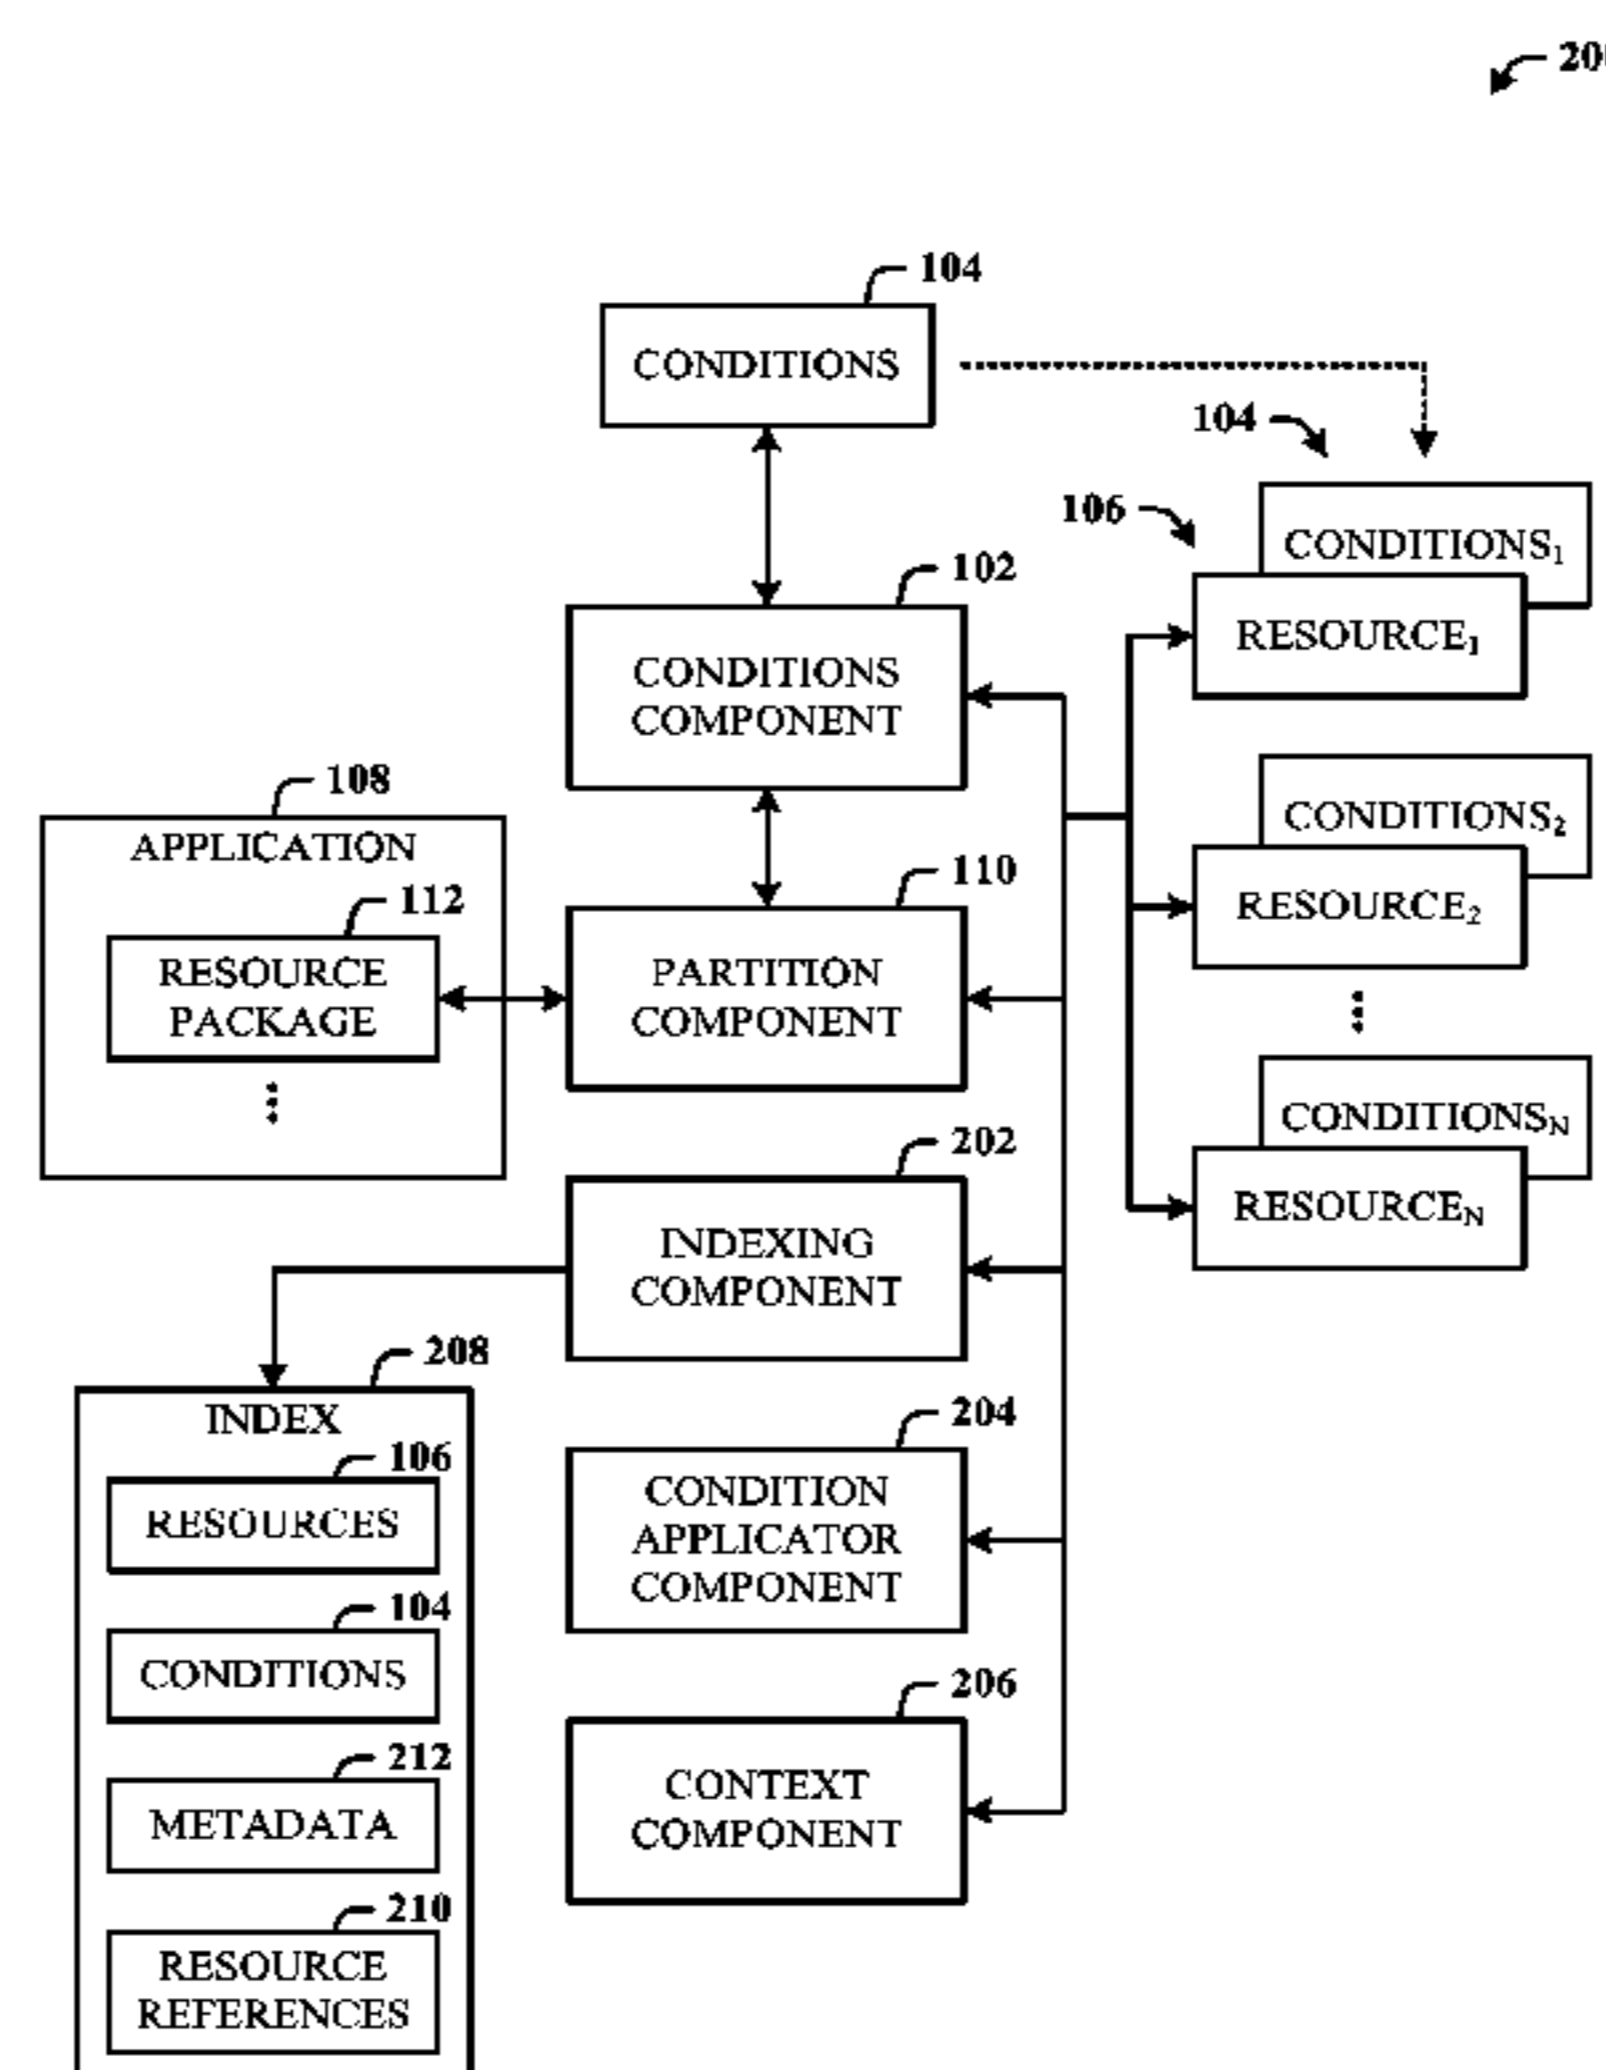 20
104
CONDITIONS
104
106
CONDITIONS1
RESOURCE1
102
CONDITIONS
COMPONENT
108
APPLICATION
112
RESOURCE
PACKAGE
110
PARTITION
COMPONENT
CONDITIONS2
RESOURCE2
CONDITIONSN
RESOURCEN
202
INDEXING
COMPONENT
208
INDEX
106
RESOURCES
104
CONDITIONS
212
METADATA
210
RESOURCE
REFERENCES
204
CONDITION
APPLICATOR
COMPONENT
206
CONTEXT
COMPONENT